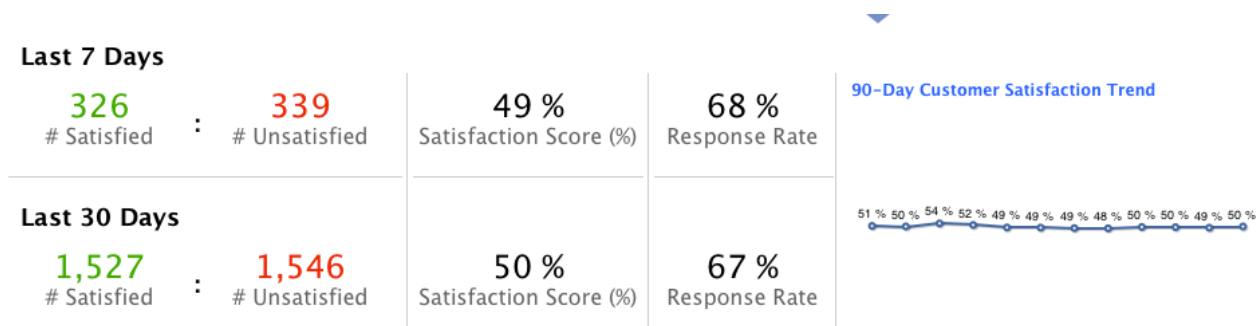 Last 7 Days
326 : 339 49 % 68 %
# Satisfied # Unsatisfied Satisfaction Score (%) Response Rate
Last 30 Days
1,527 : 1,546 50 % 67 %
# Satisfied # Unsatisfied Satisfaction Score (%) Response Rate
90-Day Customer Satisfaction Trend
51 % 50 % 54 % 52 % 49 % 49 % 49 % 48 % 50 % 50 % 49 % 50 %